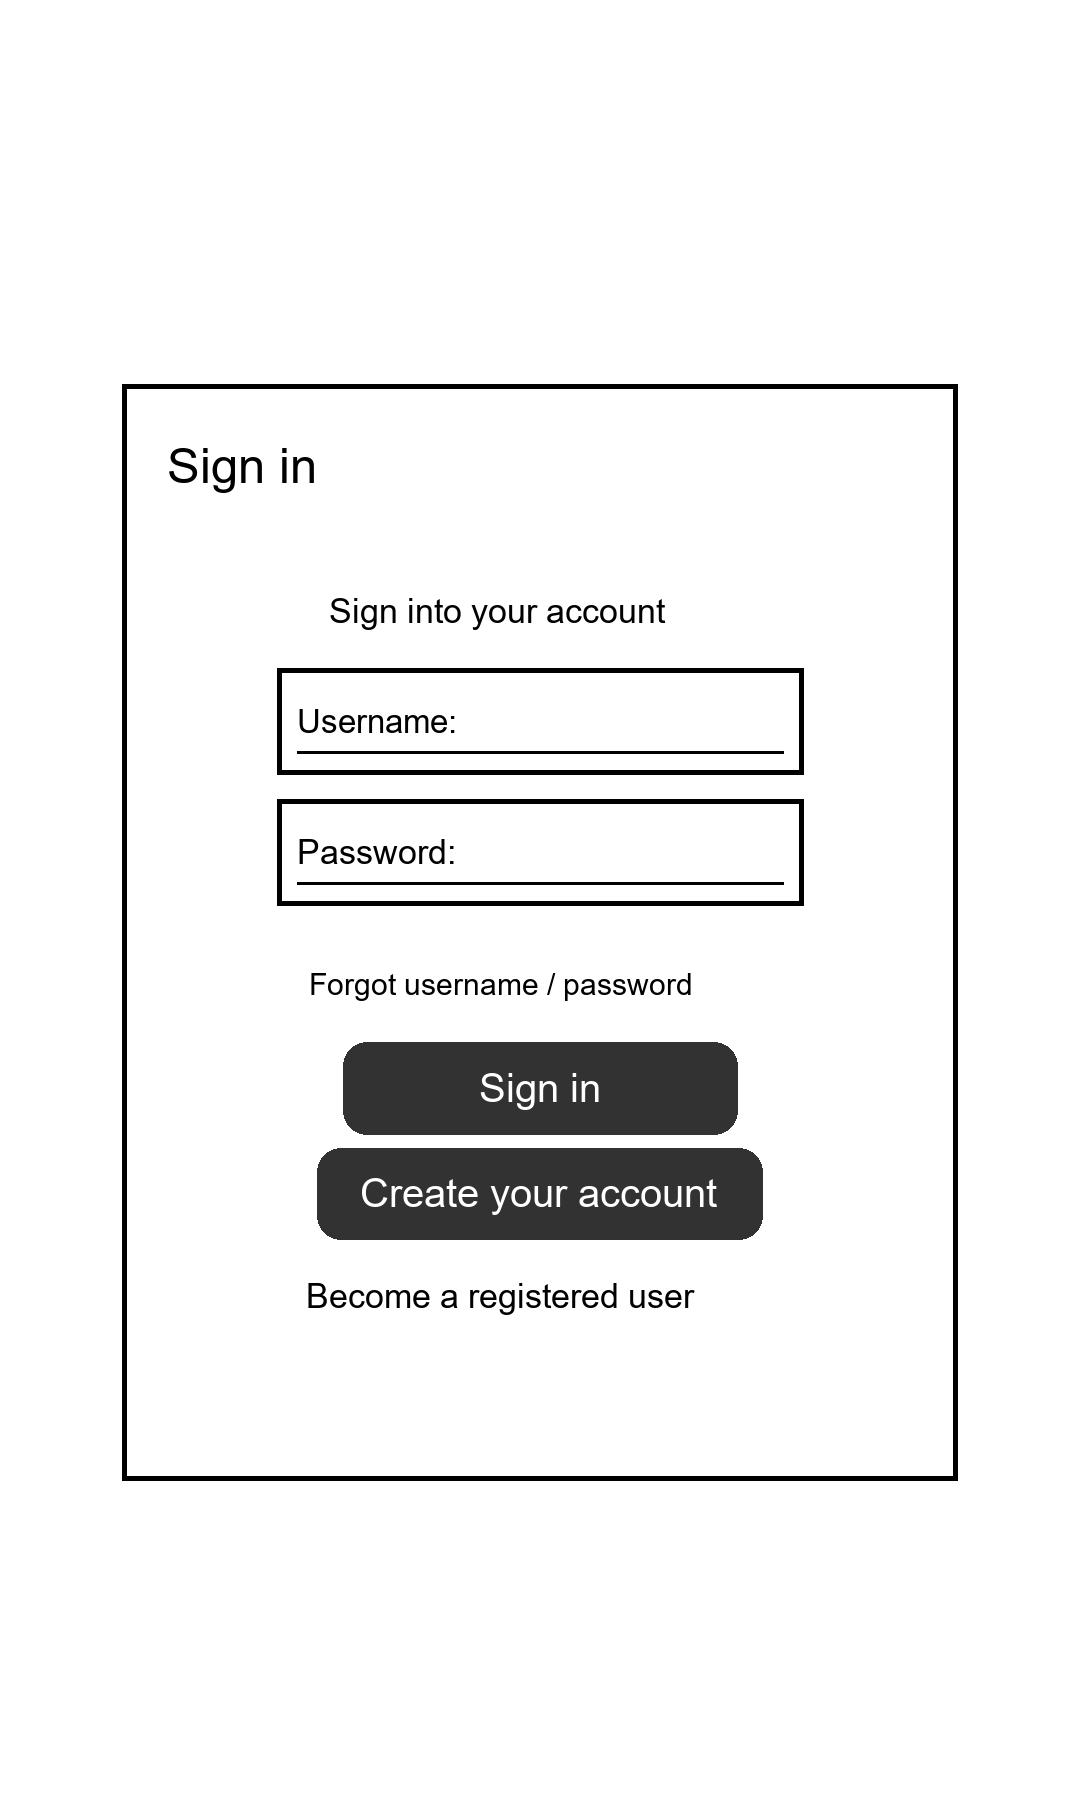 Sign in
Sign into your account
Username:
Password:
Forgot username / password
Sign in
Create your account
Become a registered user